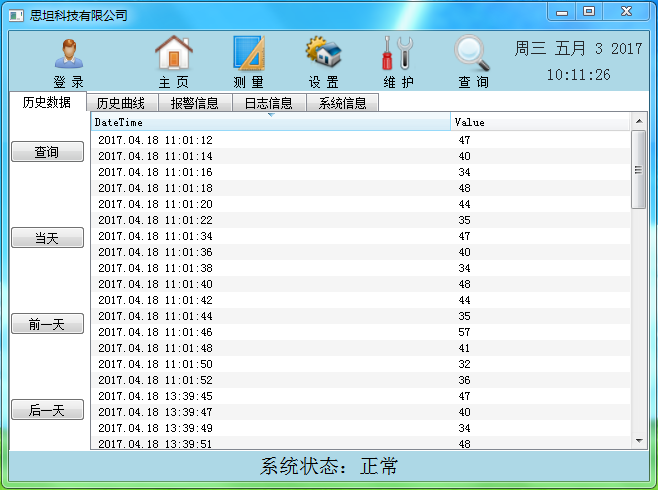 思坦科技有限公司
周三 五月 3 2017
10:11:26
登录 主页 测量 设置 维护 查询
历史数据 历史曲线 报警信息 日志信息 系统信息
DateTime Value
查询
当天
前一天
后一天
2017.04.18 11:01:12 47
2017.04.18 11:01:14 40
2017.04.18 11:01:16 34
2017.04.18 11:01:18 48
2017.04.18 11:01:20 44
2017.04.18 11:01:22 35
2017.04.18 11:01:34 47
2017.04.18 11:01:36 40
2017.04.18 11:01:38 34
2017.04.18 11:01:40 48
2017.04.18 11:01:42 44
2017.04.18 11:01:44 35
2017.04.18 11:01:46 57
2017.04.18 11:01:48 41
2017.04.18 11:01:50 32
2017.04.18 11:01:52 36
2017.04.18 13:39:45 47
2017.04.18 13:39:47 40
2017.04.18 13:39:49 34
2017.04.18 13:39:51 48
系统状态：正常